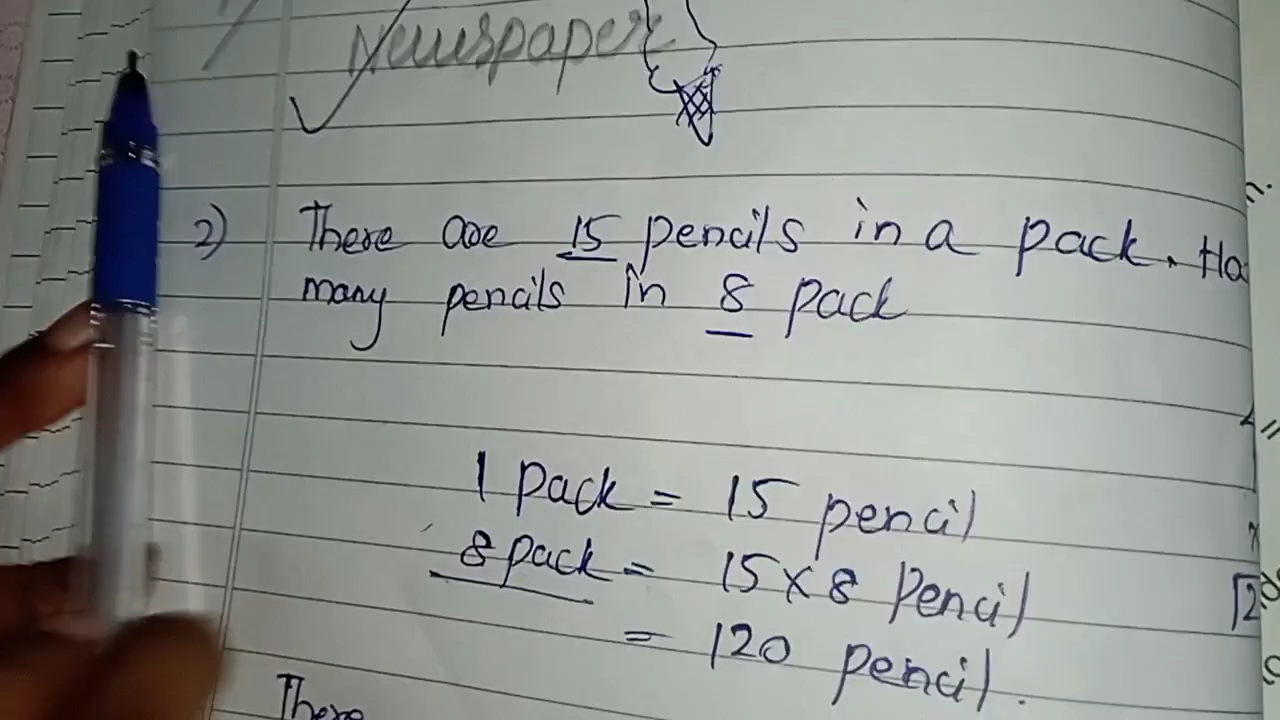 Newspaper
2) There are 15 pencils in a pack. Ho
many pencils in 8 pack
1 pack = 15 pencil
8 pack = 15 x 8 Pencil
= 120 pencil.
There